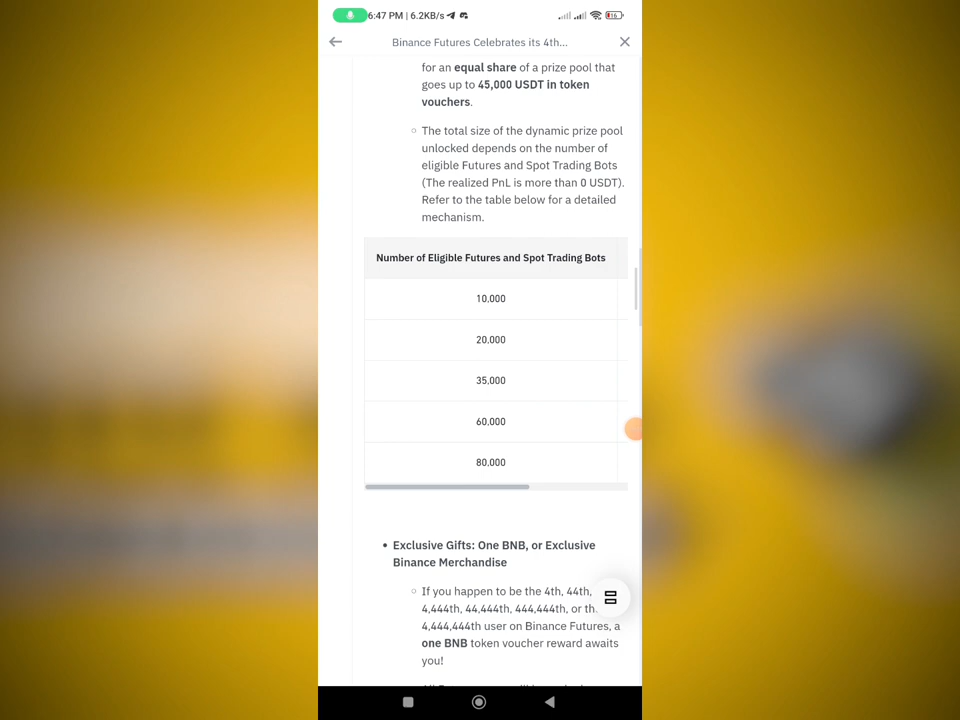 6:47 PM | 6.2KB/s
16
Binance Futures Celebrates its 4th...
for an equal share of a prize pool that
goes up to 45,000 USDT in token
vouchers.
The total size of the dynamic prize pool
unlocked depends on the number of
eligible Futures and Spot Trading Bots
(The realized PnL is more than 0 USDT).
Refer to the table below for a detailed
mechanism.
Number of Eligible Futures and Spot Trading Bots
10,000
20,000
35,000
60,000
80,000
Exclusive Gifts: One BNB, or Exclusive
Binance Merchandise
If you happen to be the 4th, 44th,
4,444th, 44,444th, 444,444th, or
4,444,444th user on Binance Futures, a
one BNB token voucher reward awaits
you!